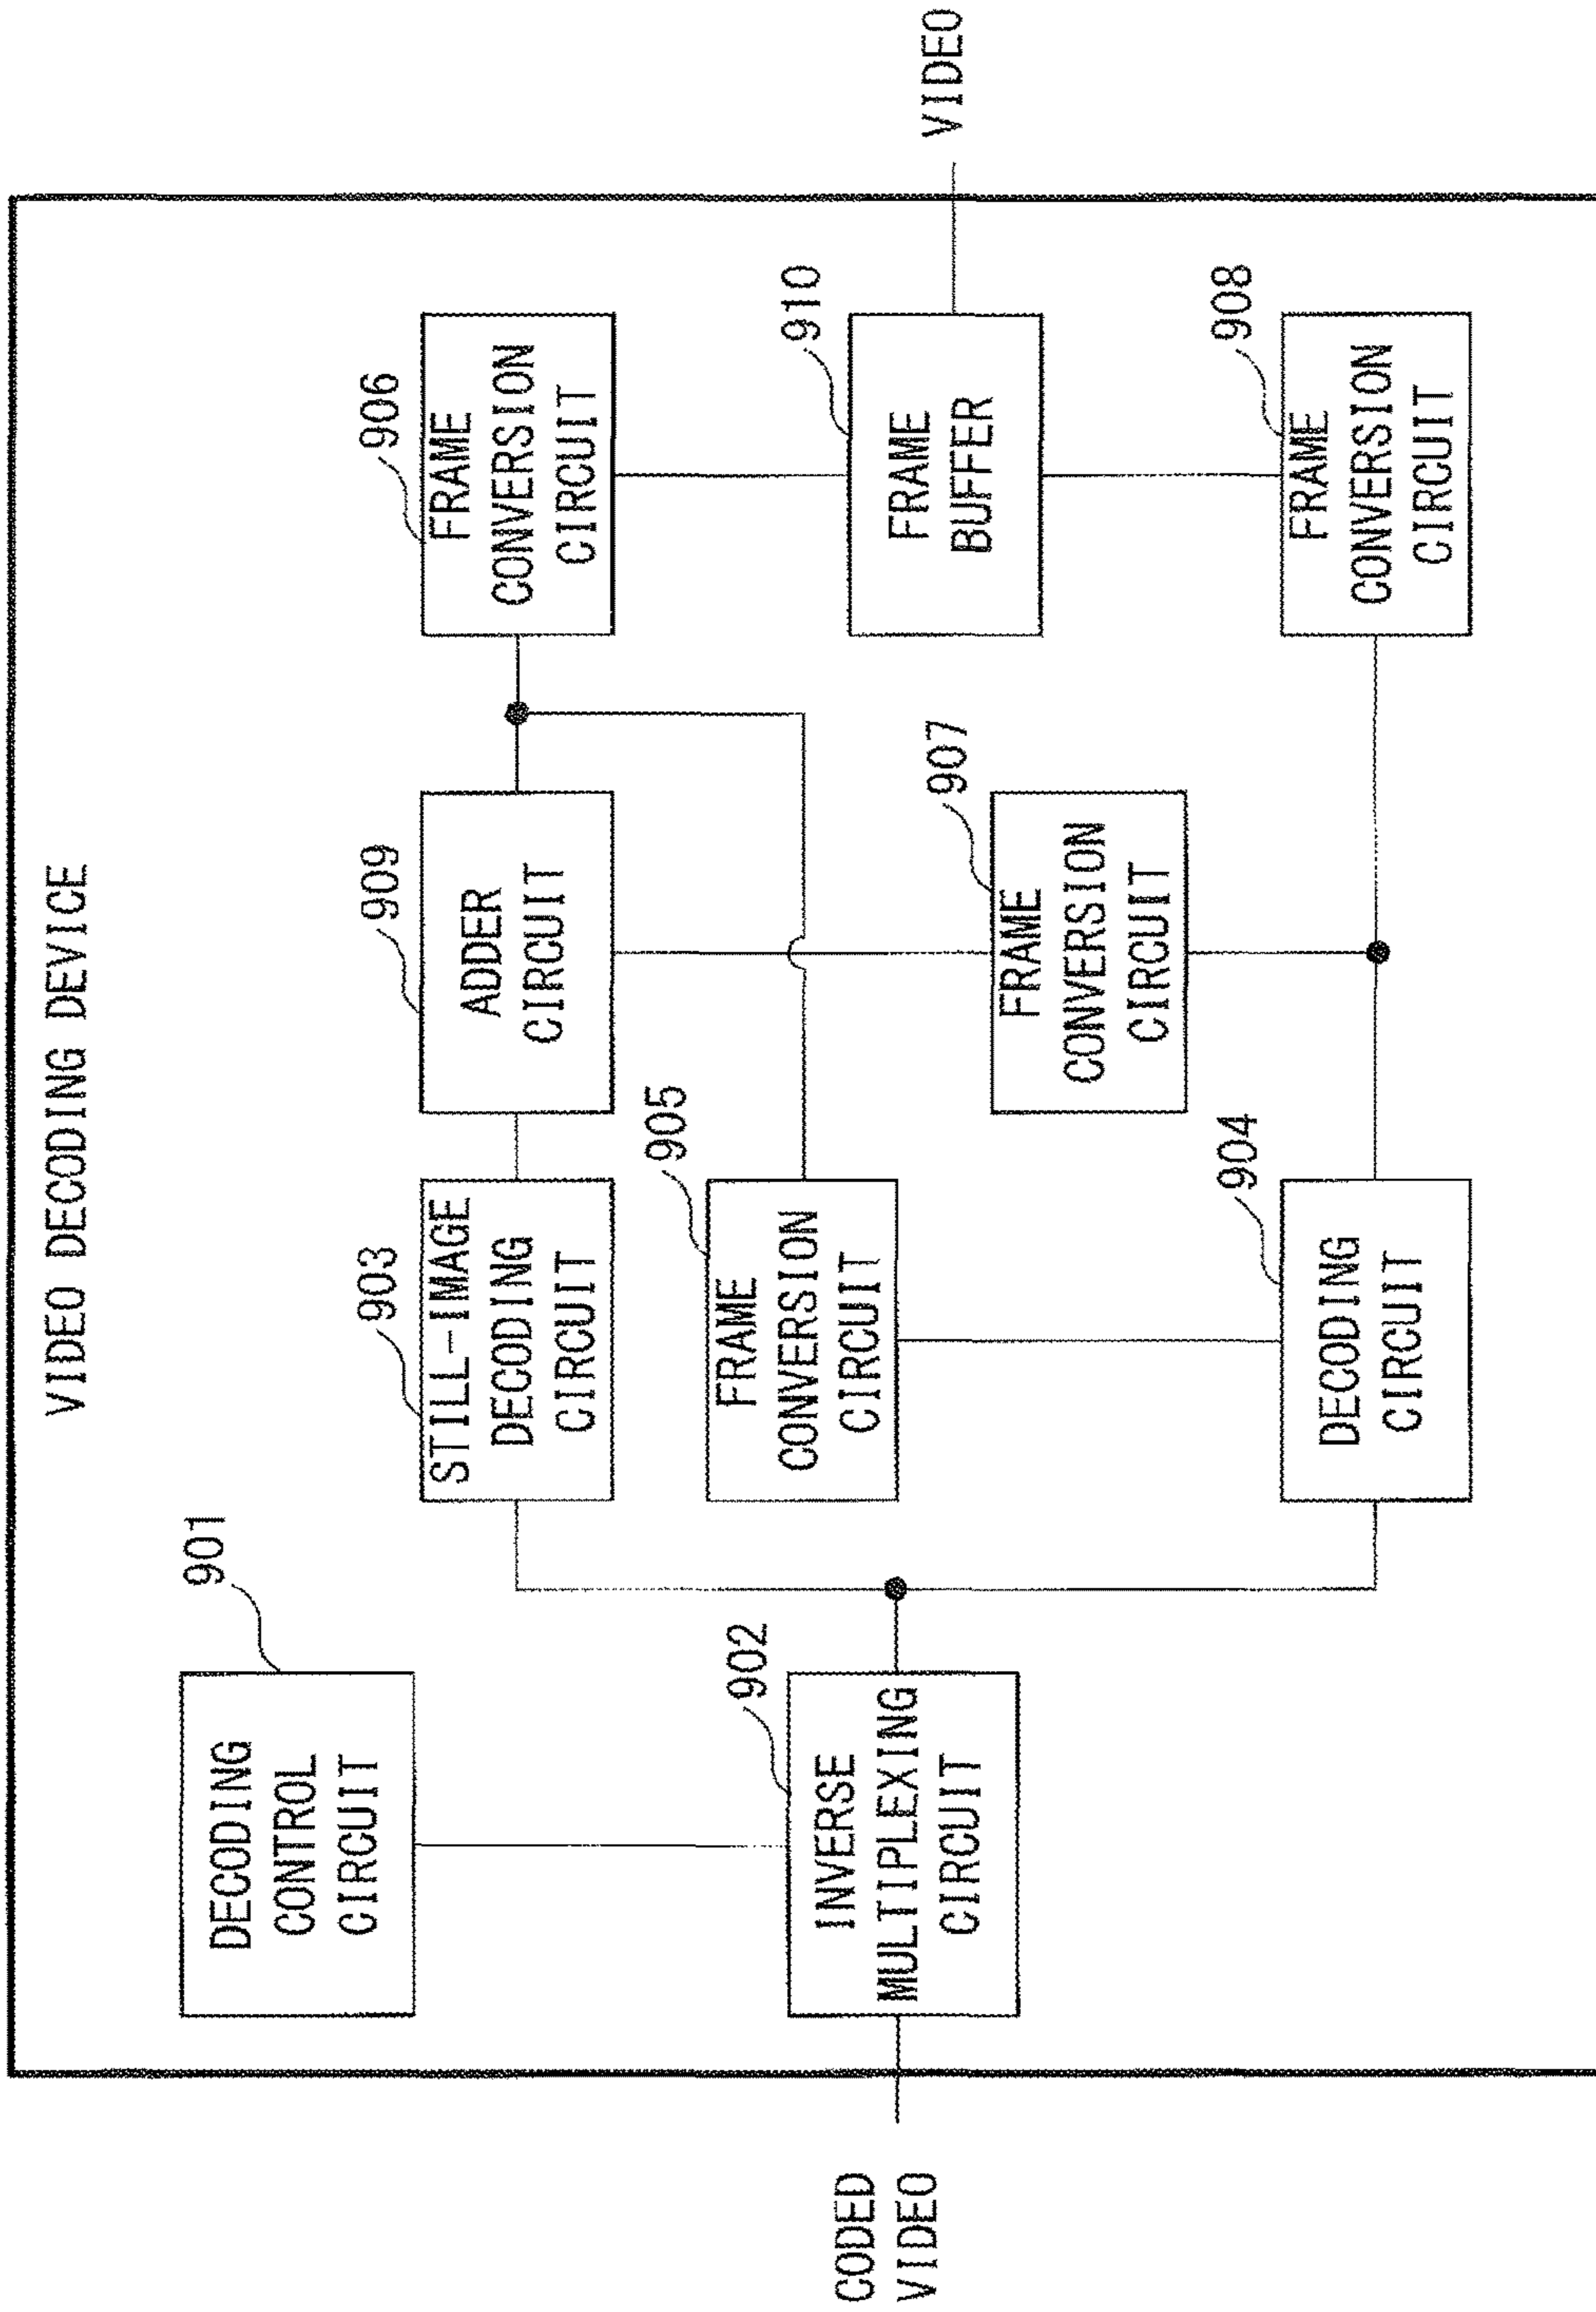 VIDEO DECODING DEVICE
901
DECODING
CONTROL
CIRCUIT
903
STILL-IMAGE
DECODING
CIRCUIT
909
ADDER
CIRCUIT
906
FRAME
CONVERSION
CIRCUIT
905
FRAME
CONVERSION
CIRCUIT
CODED
VIDEO
902
INVERSE
MULTIPLEXING
CIRCUIT
910
FRAME
BUFFER
VIDEO
907
FRAME
CONVERSION
CIRCUIT
904
DECODING
CIRCUIT
908
FRAME
CONVERSION
CIRCUIT